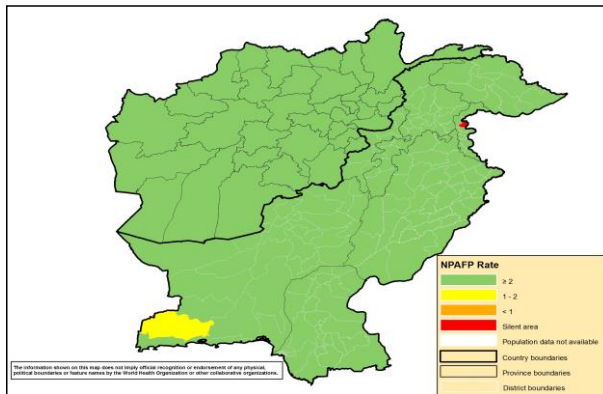 NPAFP Rate
≥ 2
1 - 2
< 1
Silent area
Population data not available
Country boundaries
Province boundaries
District boundaries
The information shown on this map does not imply official recognition or endorsement of any physical,
political boundaries or feature names by the World Health Organization or other collaborative organizations.